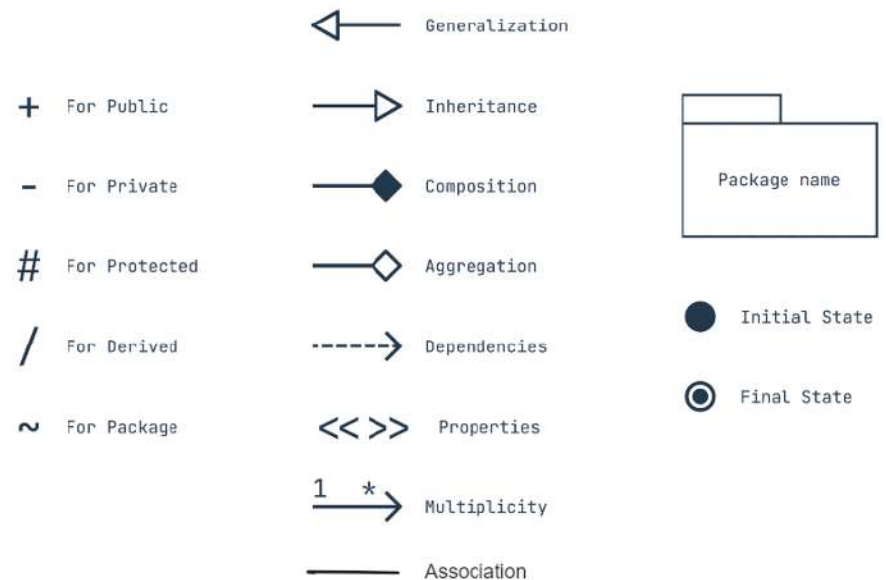 Generalization
+ For Public
Inheritance
- For Private
Composition
Package name
# For Protected
Aggregation
Initial State
/ For Derived
Dependencies
Final State
~ For Package
<< >> Properties
1 * Multiplicity
Association